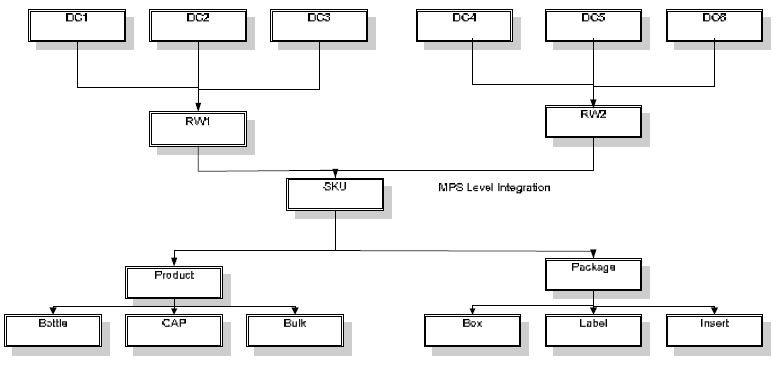 DC1
DC2
DC3
DC4
DC5
DC6
RW1
RW2
SKU
MPS Level Integration
Product
Package
Bottle
CAP
Bulk
Box
Label
Insert